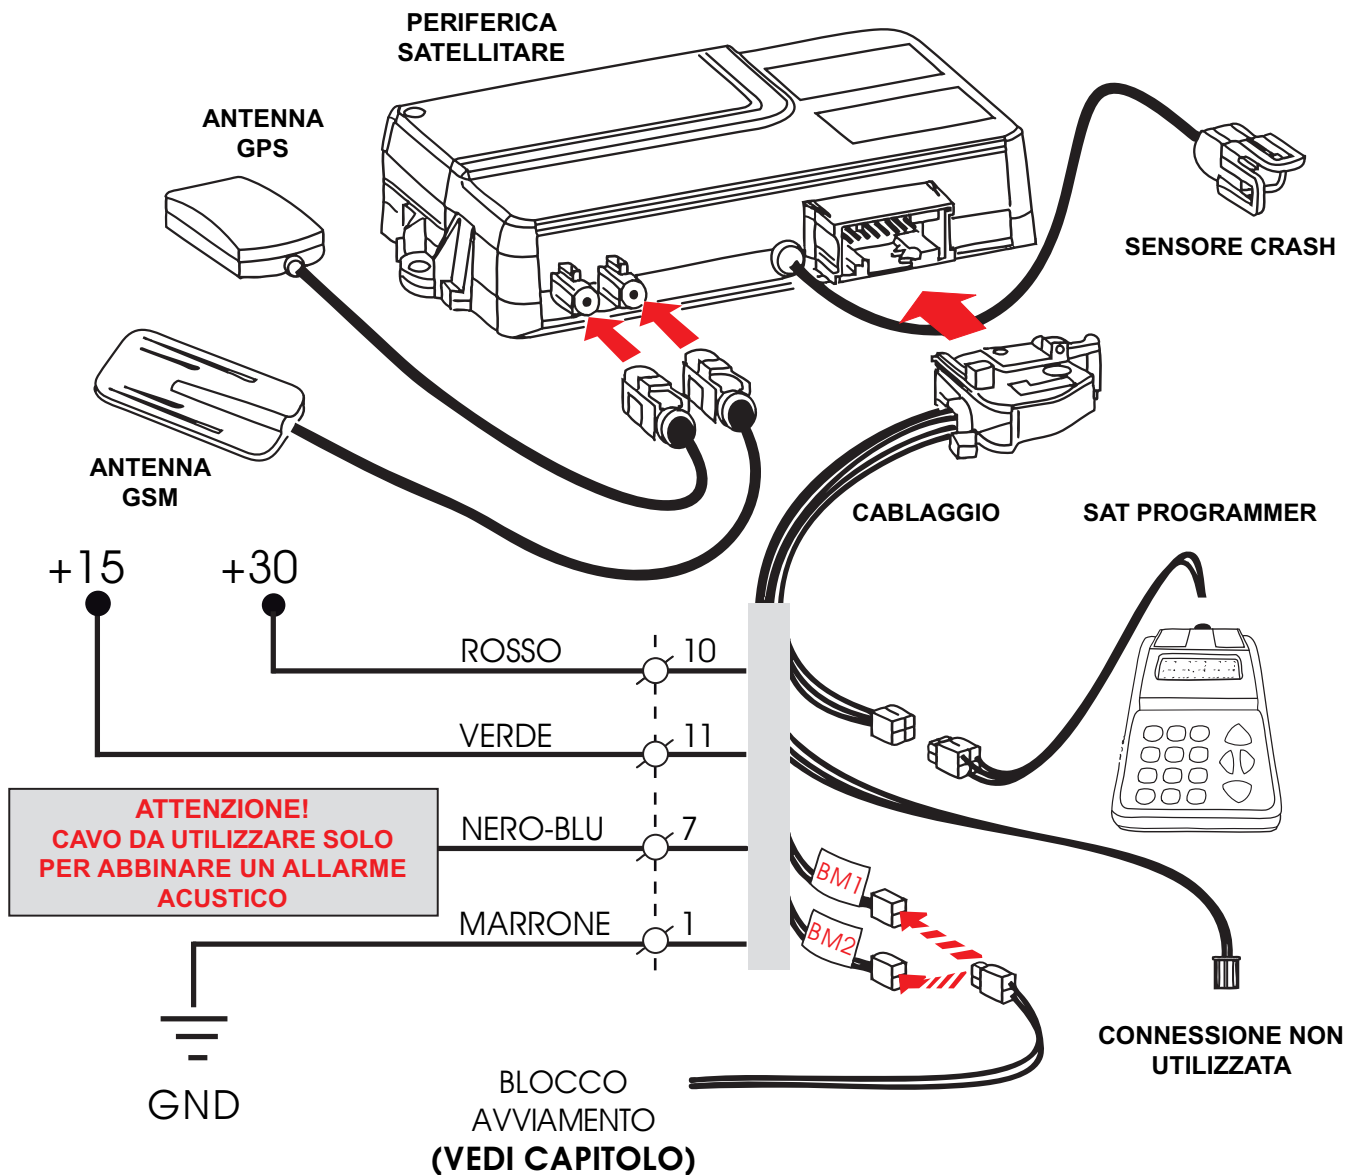 PERIFERICA
SATELLITARE
ANTENNA
GPS
SENSORE CRASH
ANTENNA
GSM
CABLAGGIO
SAT PROGRAMMER
+15
+30
ROSSO
10
VERDE
11
ATTENZIONE!
CAVO DA UTILIZZARE SOLO
PER ABBINARE UN ALLARME
ACUSTICO
NERO-BLU
7
BM1
MARRONE
1
BM2
GND
CONNESSIONE NON
UTILIZZATA
BLOCCO
AVVIAMENTO
(VEDI CAPITOLO)